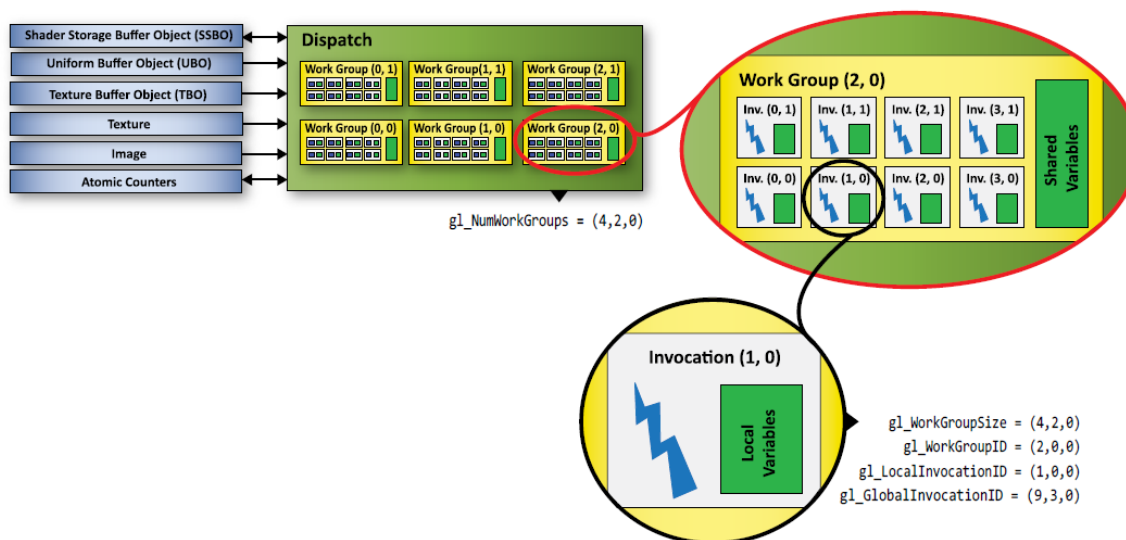 Shader Storage Buffer Object (SSBO)
Uniform Buffer Object (UBO)
Texture Buffer Object (TBO)
Texture
Image
Atomic Counters
Dispatch
Work Group (0, 1)
Work Group(1, 1)
Work Group (2, 1)
Work Group (0, 0)
Work Group (1, 0)
Work Group (2, 0)
gl_NumWorkGroups = (4,2,0)
Work Group (2, 0)
Inv. (0, 1)
Inv. (1, 1)
Inv. (2, 1)
Inv. (3, 1)
Inv. (0, 0)
Inv. (1, 0)
Inv. (2, 0)
Inv. (3, 0)
Shared
Variables
Invocation (1, 0)
Local
Variables
gl_WorkGroupSize = (4,2,0)
gl_WorkGroupID = (2,0,0)
gl_LocalInvocationID = (1,0,0)
gl_GlobalInvocationID = (9,3,0)